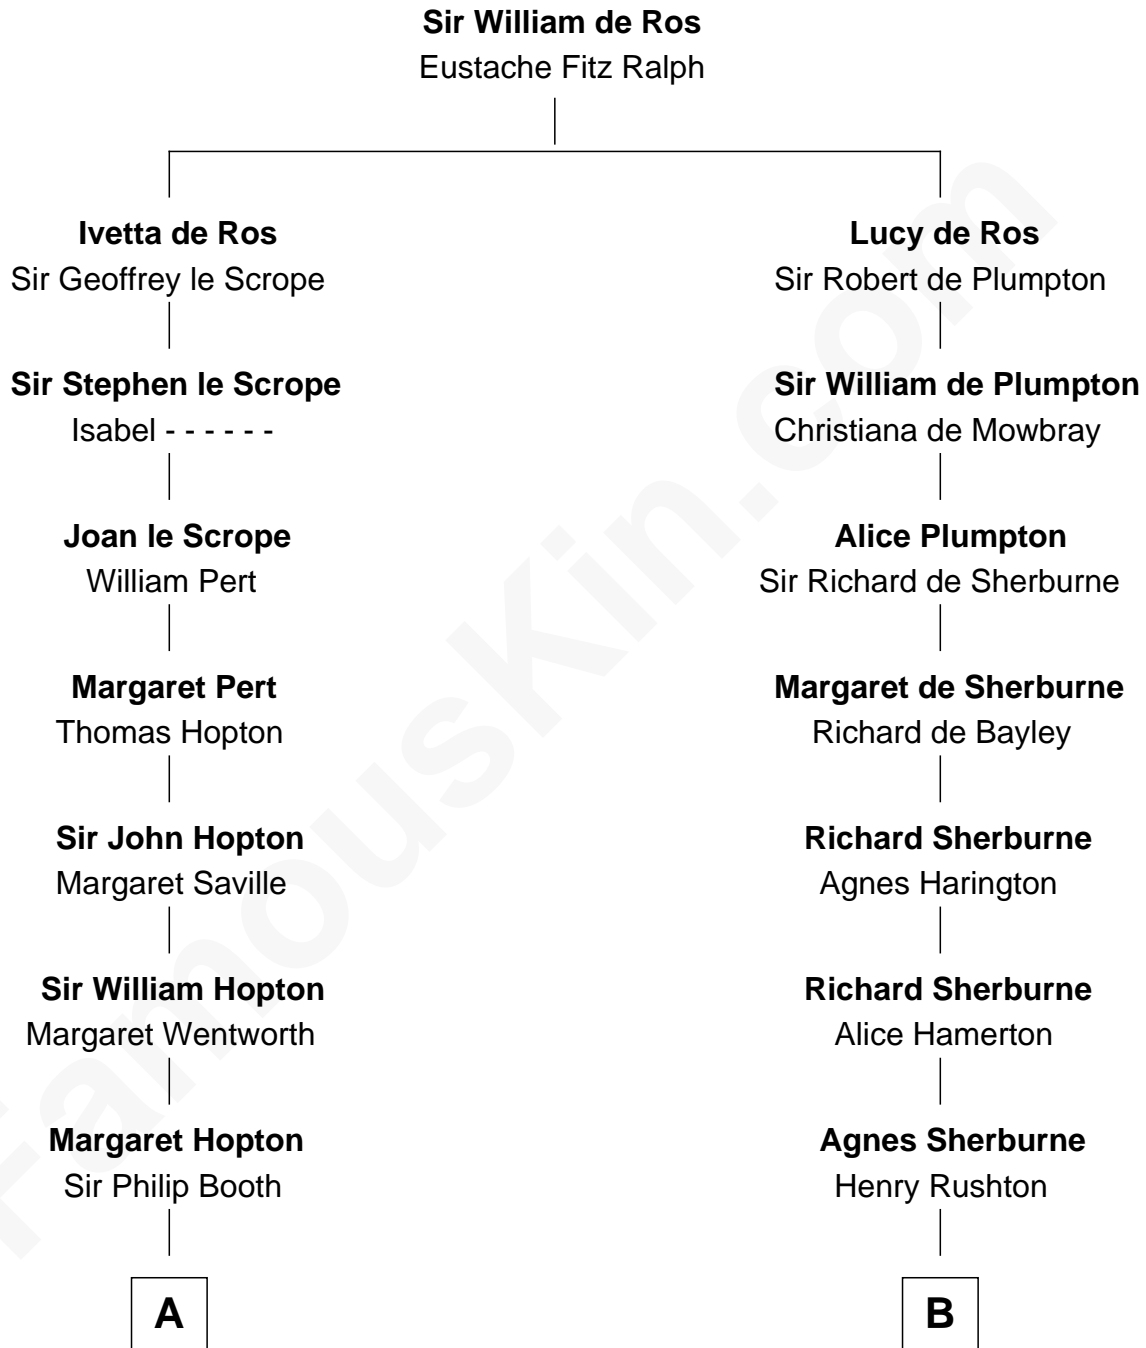 Sir William de Ros
Eustache Fitz Ralph
Ivetta de Ros
Sir Geoffrey le Scrope
Sir Stephen le Scrope
Isabel - - - - - -
Joan le Scrope
William Pert
Margaret Pert
Thomas Hopton
Sir John Hopton
Margaret Saville
Sir William Hopton
Margaret Wentworth
Margaret Hopton
Sir Philip Booth
A
Lucy de Ros
Sir Robert de Plumpton
Sir William de Plumpton
Christiana de Mowbray
Alice Plumpton
Sir Richard de Sherburne
Margaret de Sherburne
Richard de Bayley
Richard Sherburne
Agnes Harington
Richard Sherburne
Alice Hamerton
Agnes Sherburne
Henry Rushton
B
FamousKin.com